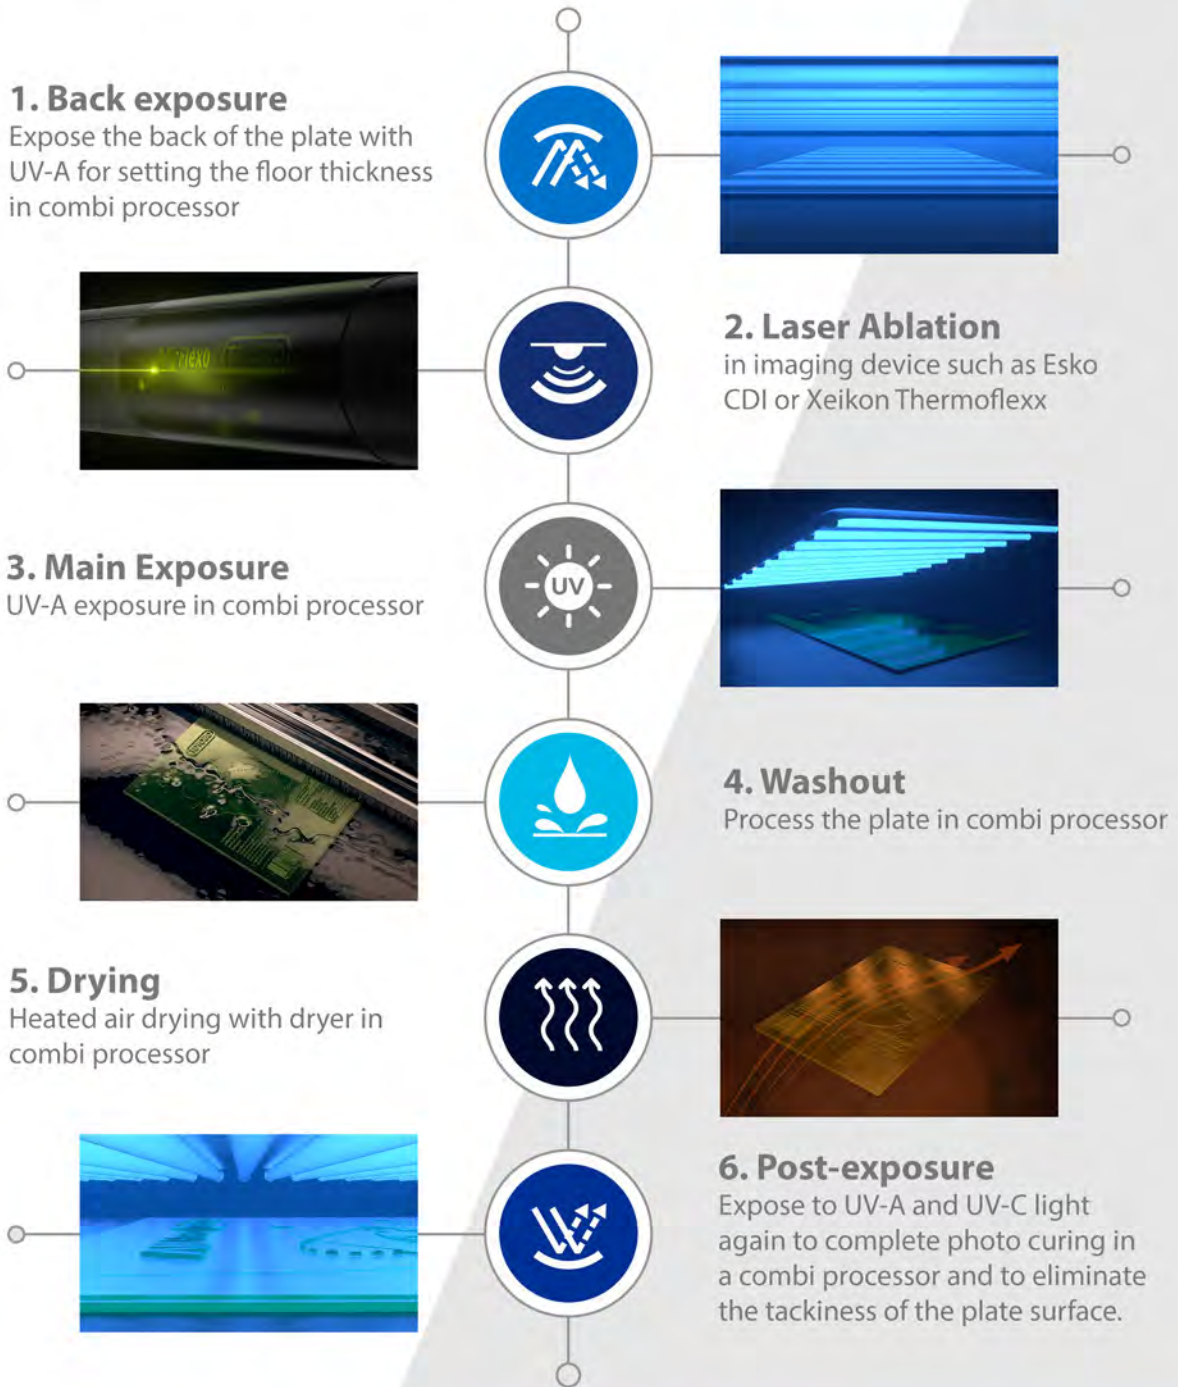 1. Back exposure
Expose the back of the plate with
UV-A for setting the floor thickness
in combi processor
2. Laser Ablation
in imaging device such as Esko
CDI or Xeikon Thermoflexx
3. Main Exposure
UV-A exposure in combi processor
UV
4. Washout
Process the plate in combi processor
5. Drying
Heated air drying with dryer in
combi processor
6. Post-exposure
Expose to UV-A and UV-C light
again to complete photo curing in
a combi processor and to eliminate
the tackiness of the plate surface.